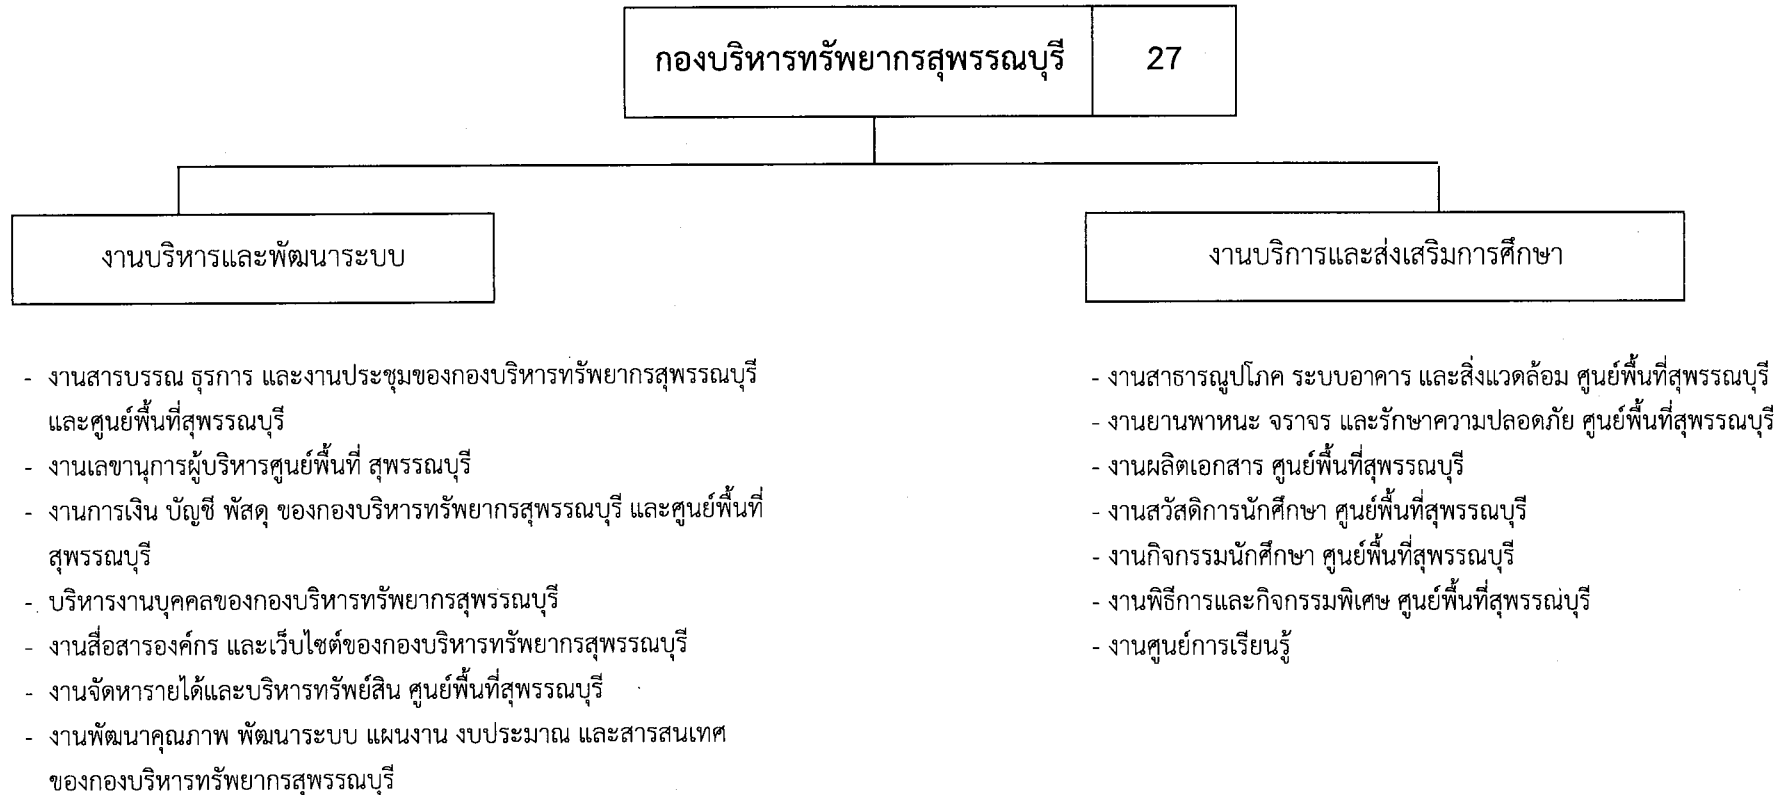 กองบริหารทรัพยากรสุพรรณบุรี 27
งานบริหารและพัฒนาระบบ
- งานสารบรรณ ธุรการ และงานประชุมของกองบริหารทรัพยากรสุพรรณบุรี
และศูนย์พื้นที่สุพรรณบุรี
- งานเลขานุการผู้บริหารศูนย์พื้นที่ สุพรรณบุรี
- งานการเงิน บัญชี พัสดุ ของกองบริหารทรัพยากรสุพรรณบุรี และศูนย์พื้นที่
สุพรรณบุรี
- บริหารงานบุคคลของกองบริหารทรัพยากรสุพรรณบุรี
- งานสื่อสารองค์กร และเว็บไซต์ของกองบริหารทรัพยากรสุพรรณบุรี
- งานจัดหารายได้และบริหารทรัพย์สิน ศูนย์พื้นที่สุพรรณบุรี
- งานพัฒนาคุณภาพ พัฒนาระบบ แผนงาน งบประมาณ และสารสนเทศ
ของกองบริหารทรัพยากรสุพรรณบุรี
งานบริการและส่งเสริมการศึกษา
- งานสาธารณูปโภค ระบบอาคาร และสิ่งแวดล้อม ศูนย์พื้นที่สุพรรณบุรี
- งานยานพาหนะ จราจร และรักษาความปลอดภัย ศูนย์พื้นที่สุพรรณบุรี
- งานผลิตเอกสาร ศูนย์พื้นที่สุพรรณบุรี
- งานสวัสดิการนักศึกษา ศูนย์พื้นที่สุพรรณบุรี
- งานกิจกรรมนักศึกษา ศูนย์พื้นที่สุพรรณบุรี
- งานพิธีการและกิจกรรมพิเศษ ศูนย์พื้นที่สุพรรณบุรี
- งานศูนย์การเรียนรู้